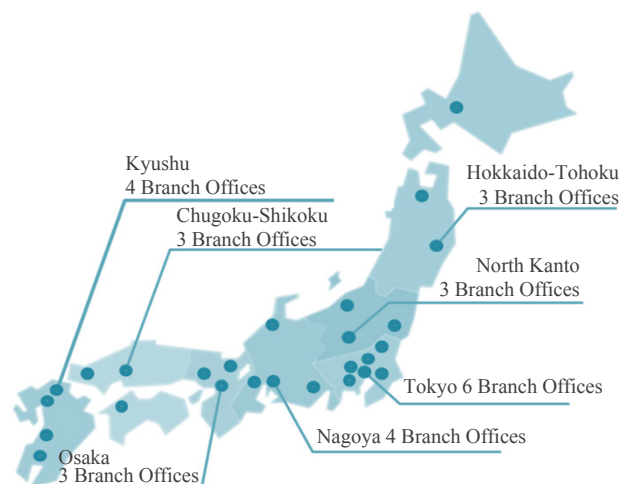 Kyushu
4 Branch Offices
Chugoku-Shikoku
3 Branch Offices
Hokkaido-Tohoku
3 Branch Offices
North Kanto
3 Branch Offices
Tokyo 6 Branch Offices
Nagoya 4 Branch Offices
Osaka
3 Branch Offices